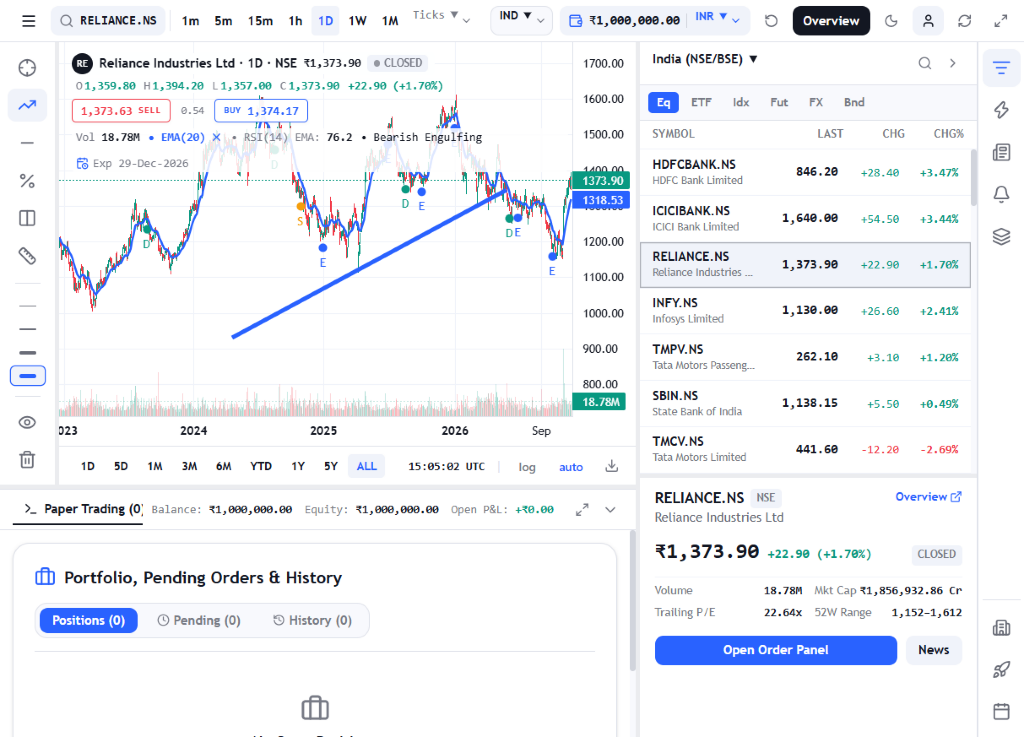 RELIANCE.NS 1m 5m 15m 1h 1D 1W 1M Ticks ▼ IND ▼ ₹1,000,000.00 INR ▼ Overview
RE Reliance Industries Ltd · 1D · NSE ₹1,373.90 CLOSED
O1,359.80 H1,394.20 L1,357.00 C1,373.90 +22.90 (+1.70%)
1,373.63 SELL 0.54 BUY 1,374.17
Vol 18.78M • EMA(20) ✕ • RSI(14) EMA: 76.2 • Bearish Engulfing
Exp 29-Dec-2026
1700.00
1600.00
1500.00
1400.00
1373.90
1318.53
1300.00
1200.00
1100.00
1000.00
900.00
800.00
18.78M
D
D
S
E
D
E
D E
E
023 2024 2025 2026 Sep
1D 5D 1M 3M 6M YTD 1Y 5Y ALL 15:05:02 UTC log auto
Paper Trading (0) Balance: ₹1,000,000.00 Equity: ₹1,000,000.00 Open P&L: +₹0.00
Portfolio, Pending Orders & History
Positions (0) Pending (0) History (0)
India (NSE/BSE) ▼
Eq ETF Idx Fut FX Bnd
SYMBOL LAST CHG CHG%
HDFCBANK.NS 846.20 +28.40 +3.47%
HDFC Bank Limited
ICICIBANK.NS 1,640.00 +54.50 +3.44%
ICICI Bank Limited
RELIANCE.NS 1,373.90 +22.90 +1.70%
Reliance Industries ...
INFY.NS 1,130.00 +26.60 +2.41%
Infosys Limited
TMPV.NS 262.10 +3.10 +1.20%
Tata Motors Passeng...
SBIN.NS 1,138.15 +5.50 +0.49%
State Bank of India
TMCV.NS 441.60 -12.20 -2.69%
Tata Motors Limited
RELIANCE.NS NSE Overview
Reliance Industries Ltd
₹1,373.90 +22.90 (+1.70%) CLOSED
Volume 18.78M Mkt Cap ₹1,856,932.86 Cr
Trailing P/E 22.64x 52W Range 1,152–1,612
Open Order Panel News